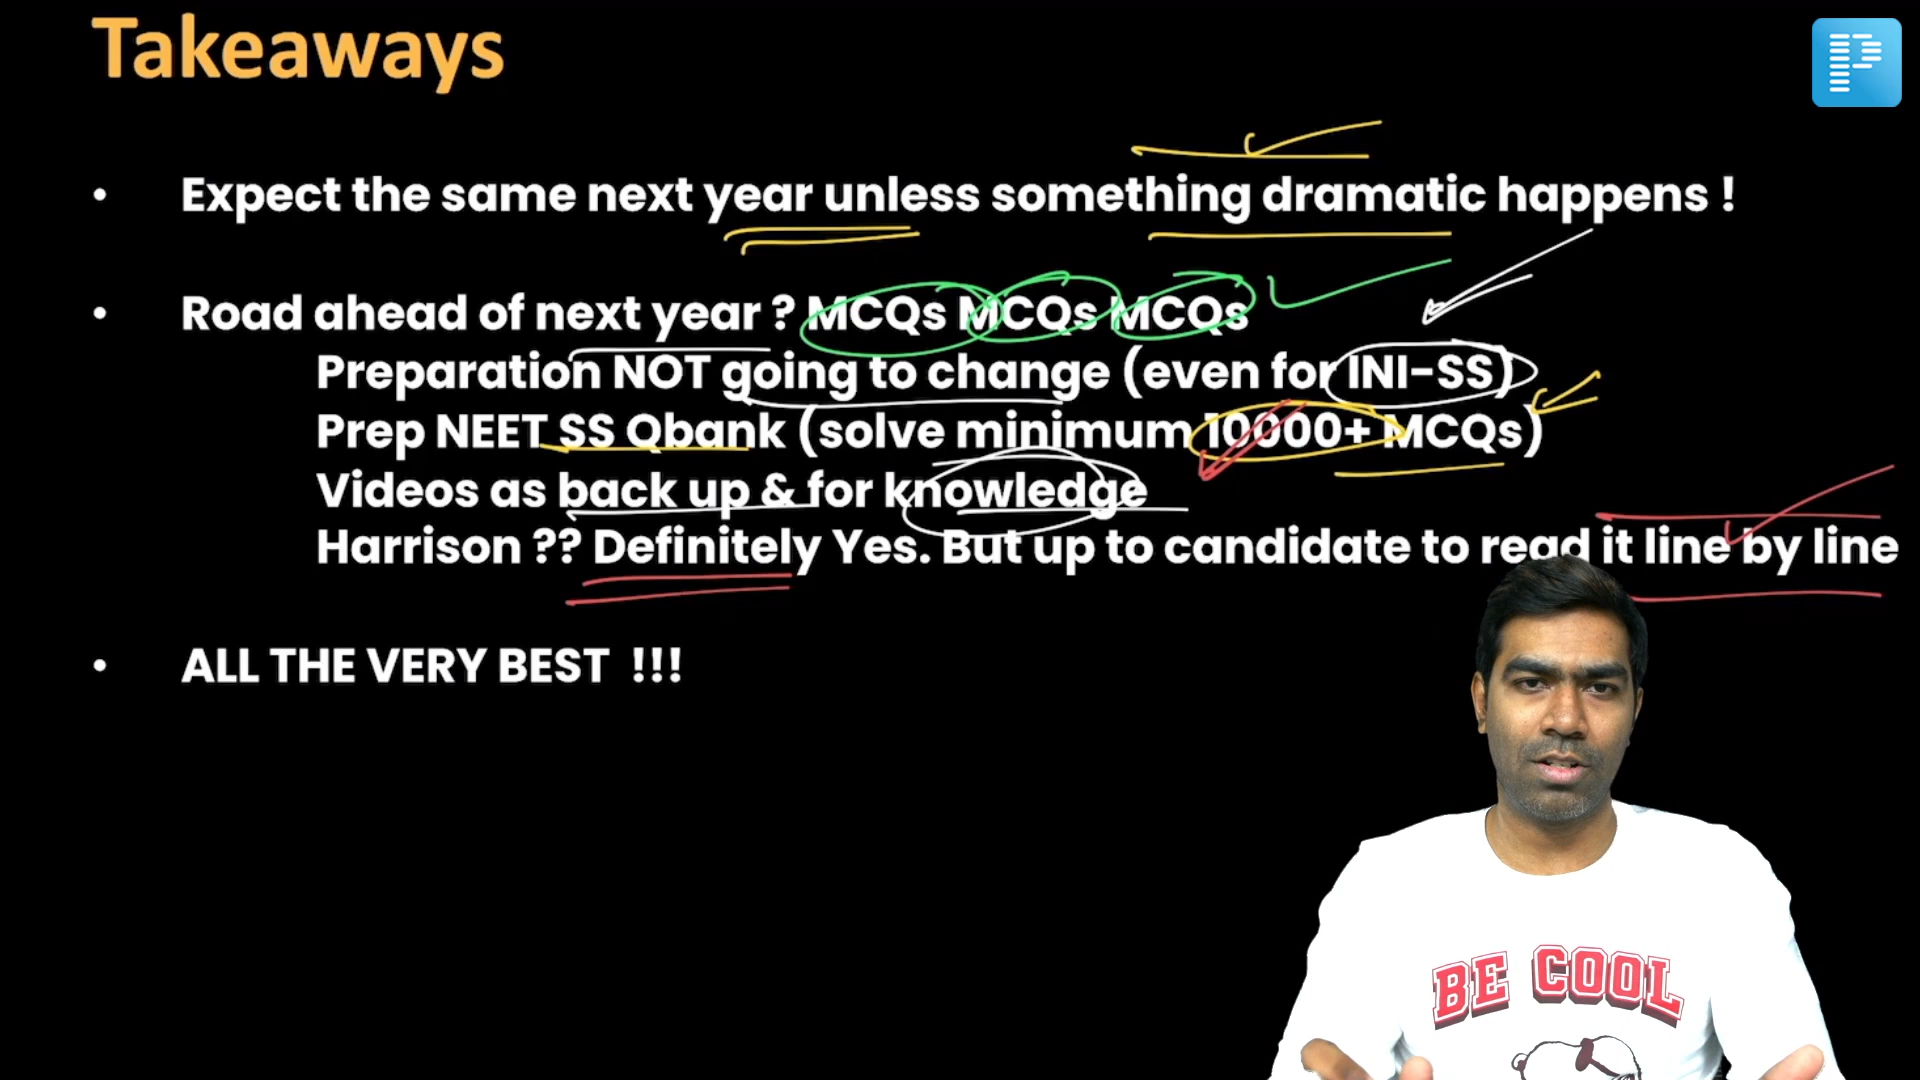 Takeaways
• Expect the same next year unless something dramatic happens !
• Road ahead of next year ? MCQs MCQs MCQs
Preparation NOT going to change (even for INI-SS)
Prep NEET SS Qbank (solve minimum 10000+ MCQs)
Videos as back up & for knowledge
Harrison ?? Definitely Yes. But up to candidate to read it line by line
• ALL THE VERY BEST !!!
BE COOL